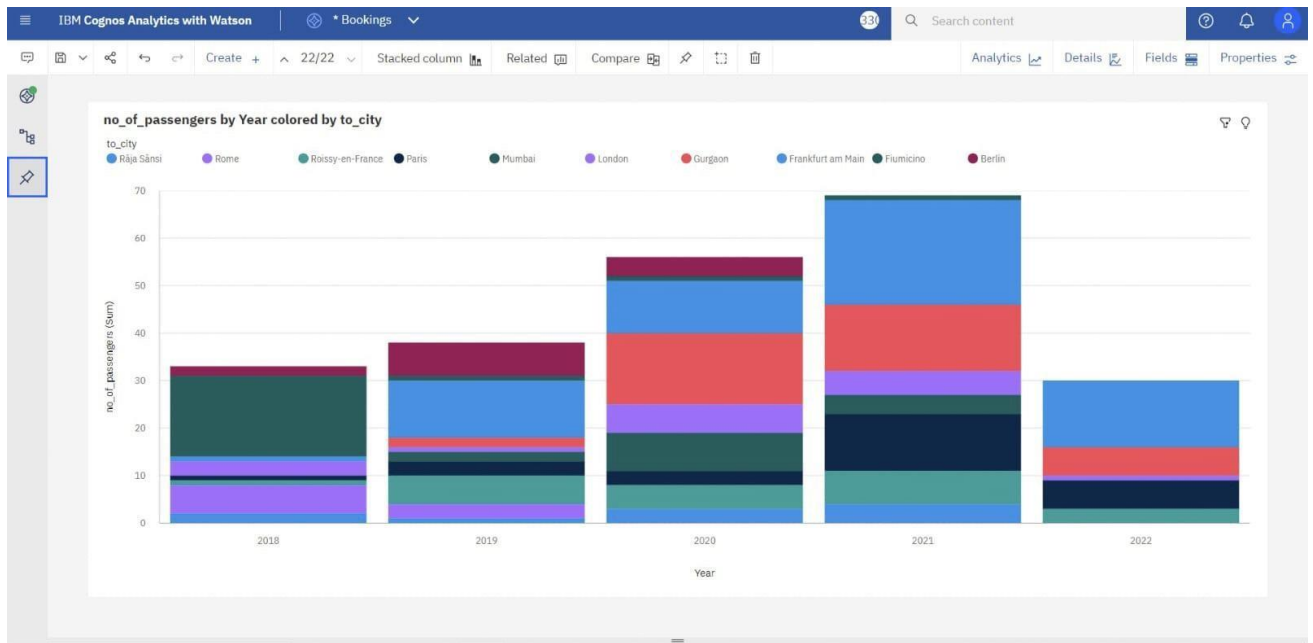 IBM Cognos Analytics with Watson * Bookings Search content
Create + 22/22 Stacked column Related Compare Analytics Details Fields Properties
no_of_passengers by Year colored by to_city
to_city
Rāja Sānsi Rome Roissy-en-France Paris Mumbai London Gurgaon Frankfurt am Main Fiumicino Berlin
70
60
50
40
30
20
10
0
no_of_passengers (Sum)
2018 2019 2020 2021 2022
Year